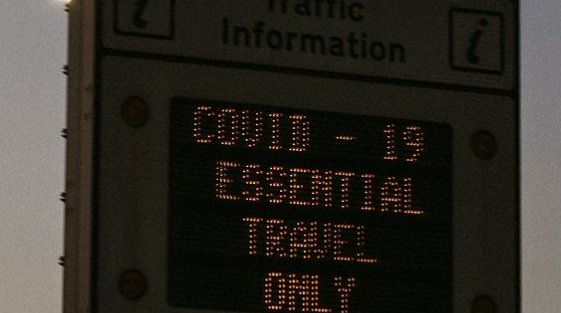 i Traffic
Information i
COVID - 19
ESSENTIAL
TRAVEL
ONLY